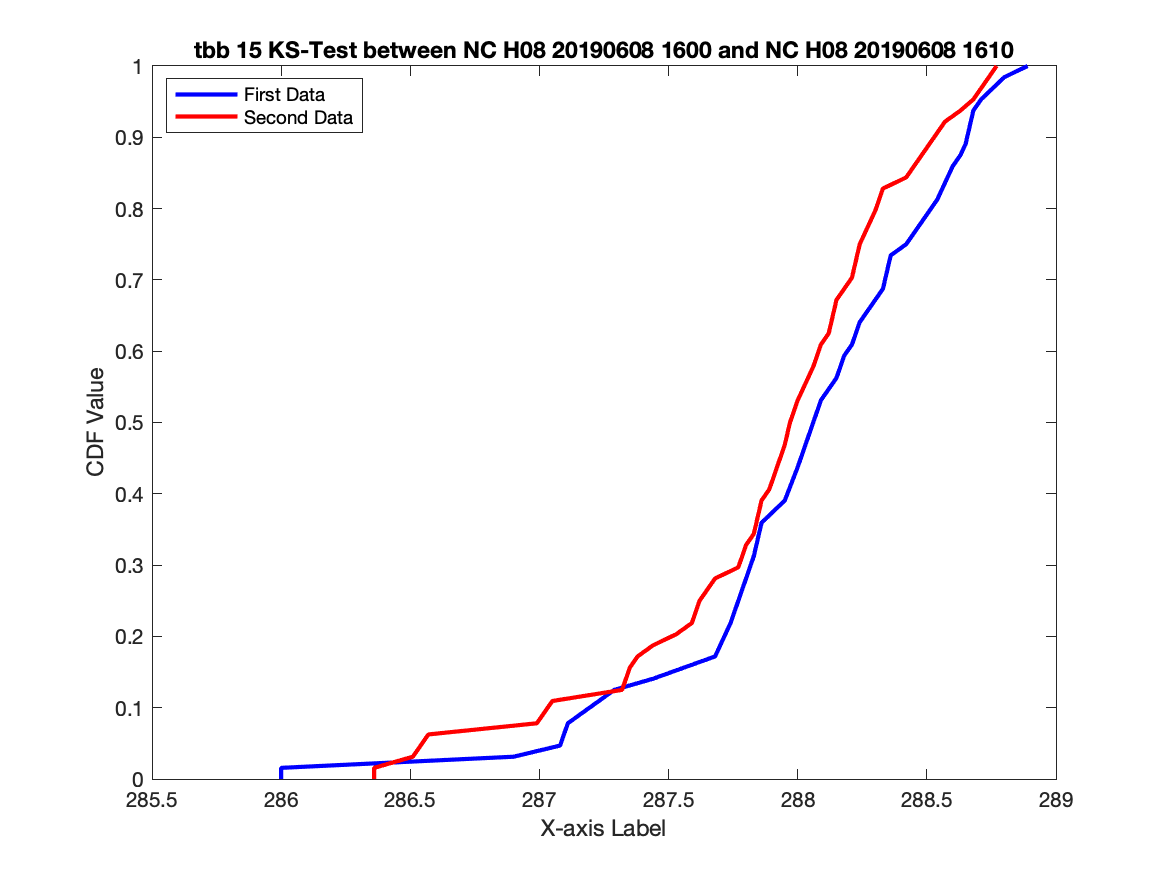 tbb 15 KS-Test between NC H08 20190608 1600 and NC H08 20190608 1610
First Data
Second Data
CDF Value
1
0.9
0.8
0.7
0.6
0.5
0.4
0.3
0.2
0.1
0
285.5 286 286.5 287 287.5 288 288.5 289
X-axis Label